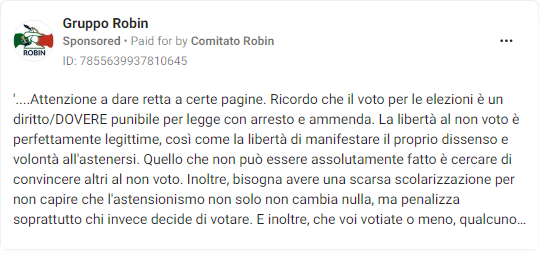 Gruppo Robin
Sponsored • Paid for by Comitato Robin
ID: 7855639937810645
ROBIN
'....Attenzione a dare retta a certe pagine. Ricordo che il voto per le elezioni è un
diritto/DOVERE punibile per legge con arresto e ammenda. La libertà al non voto è
perfettamente legittime, così come la libertà di manifestare il proprio dissenso e
volontà all'astenersi. Quello che non può essere assolutamente fatto è cercare di
convincere altri al non voto. Inoltre, bisogna avere una scarsa scolarizzazione per
non capire che l'astensionismo non solo non cambia nulla, ma penalizza
soprattutto chi invece decide di votare. E inoltre, che voi votiate o meno, qualcuno...